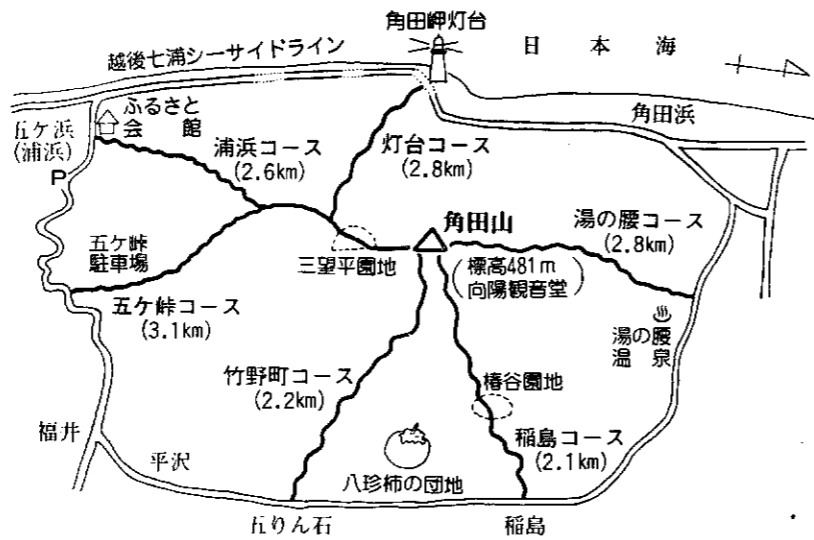 角田岬灯台
日本海
越後七浦シーサイドライン
角田浜
ふるさと
会館
五ケ浜
(浦浜)
P
浦浜コース
(2.6km)
灯台コース
(2.8km)
角田山
湯の腰コース
(2.8km)
五ケ峠
駐車場
三望平園地
(標高481m
向陽観音堂)
五ケ峠コース
(3.1km)
湯の腰
温泉
竹野町コース
(2.2km)
椿谷園地
福井
平沢
稲島コース
(2.1km)
八珍柿の団地
五りん石
稲島